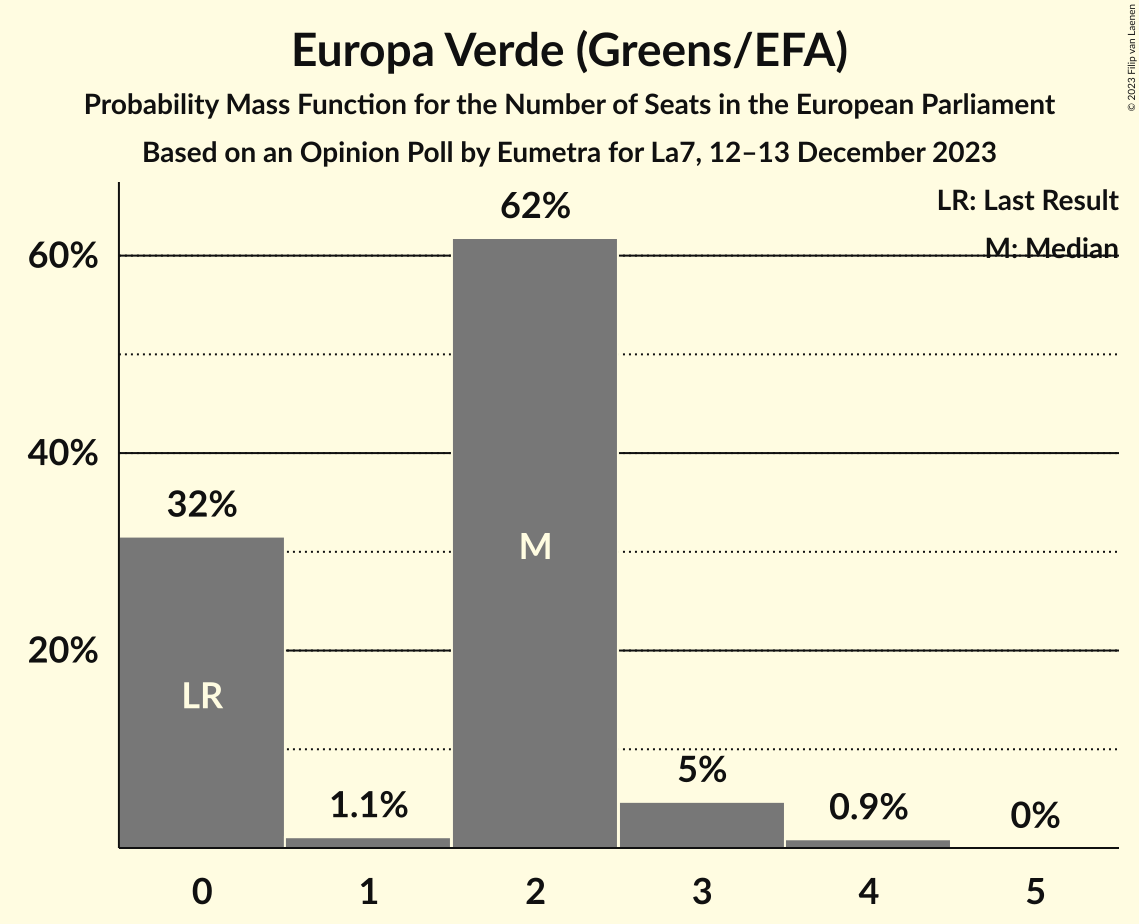 Europa Verde (Greens/EFA)
Probability Mass Function for the Number of Seats in the European Parliament
Based on an Opinion Poll by Eumetra for La7, 12–13 December 2023
© 2023 Filip van Laenen
LR: Last Result
M: Median
60%
40%
20%
32%
1.1%
62%
5%
0.9%
0%
LR
M
0
1
2
3
4
5